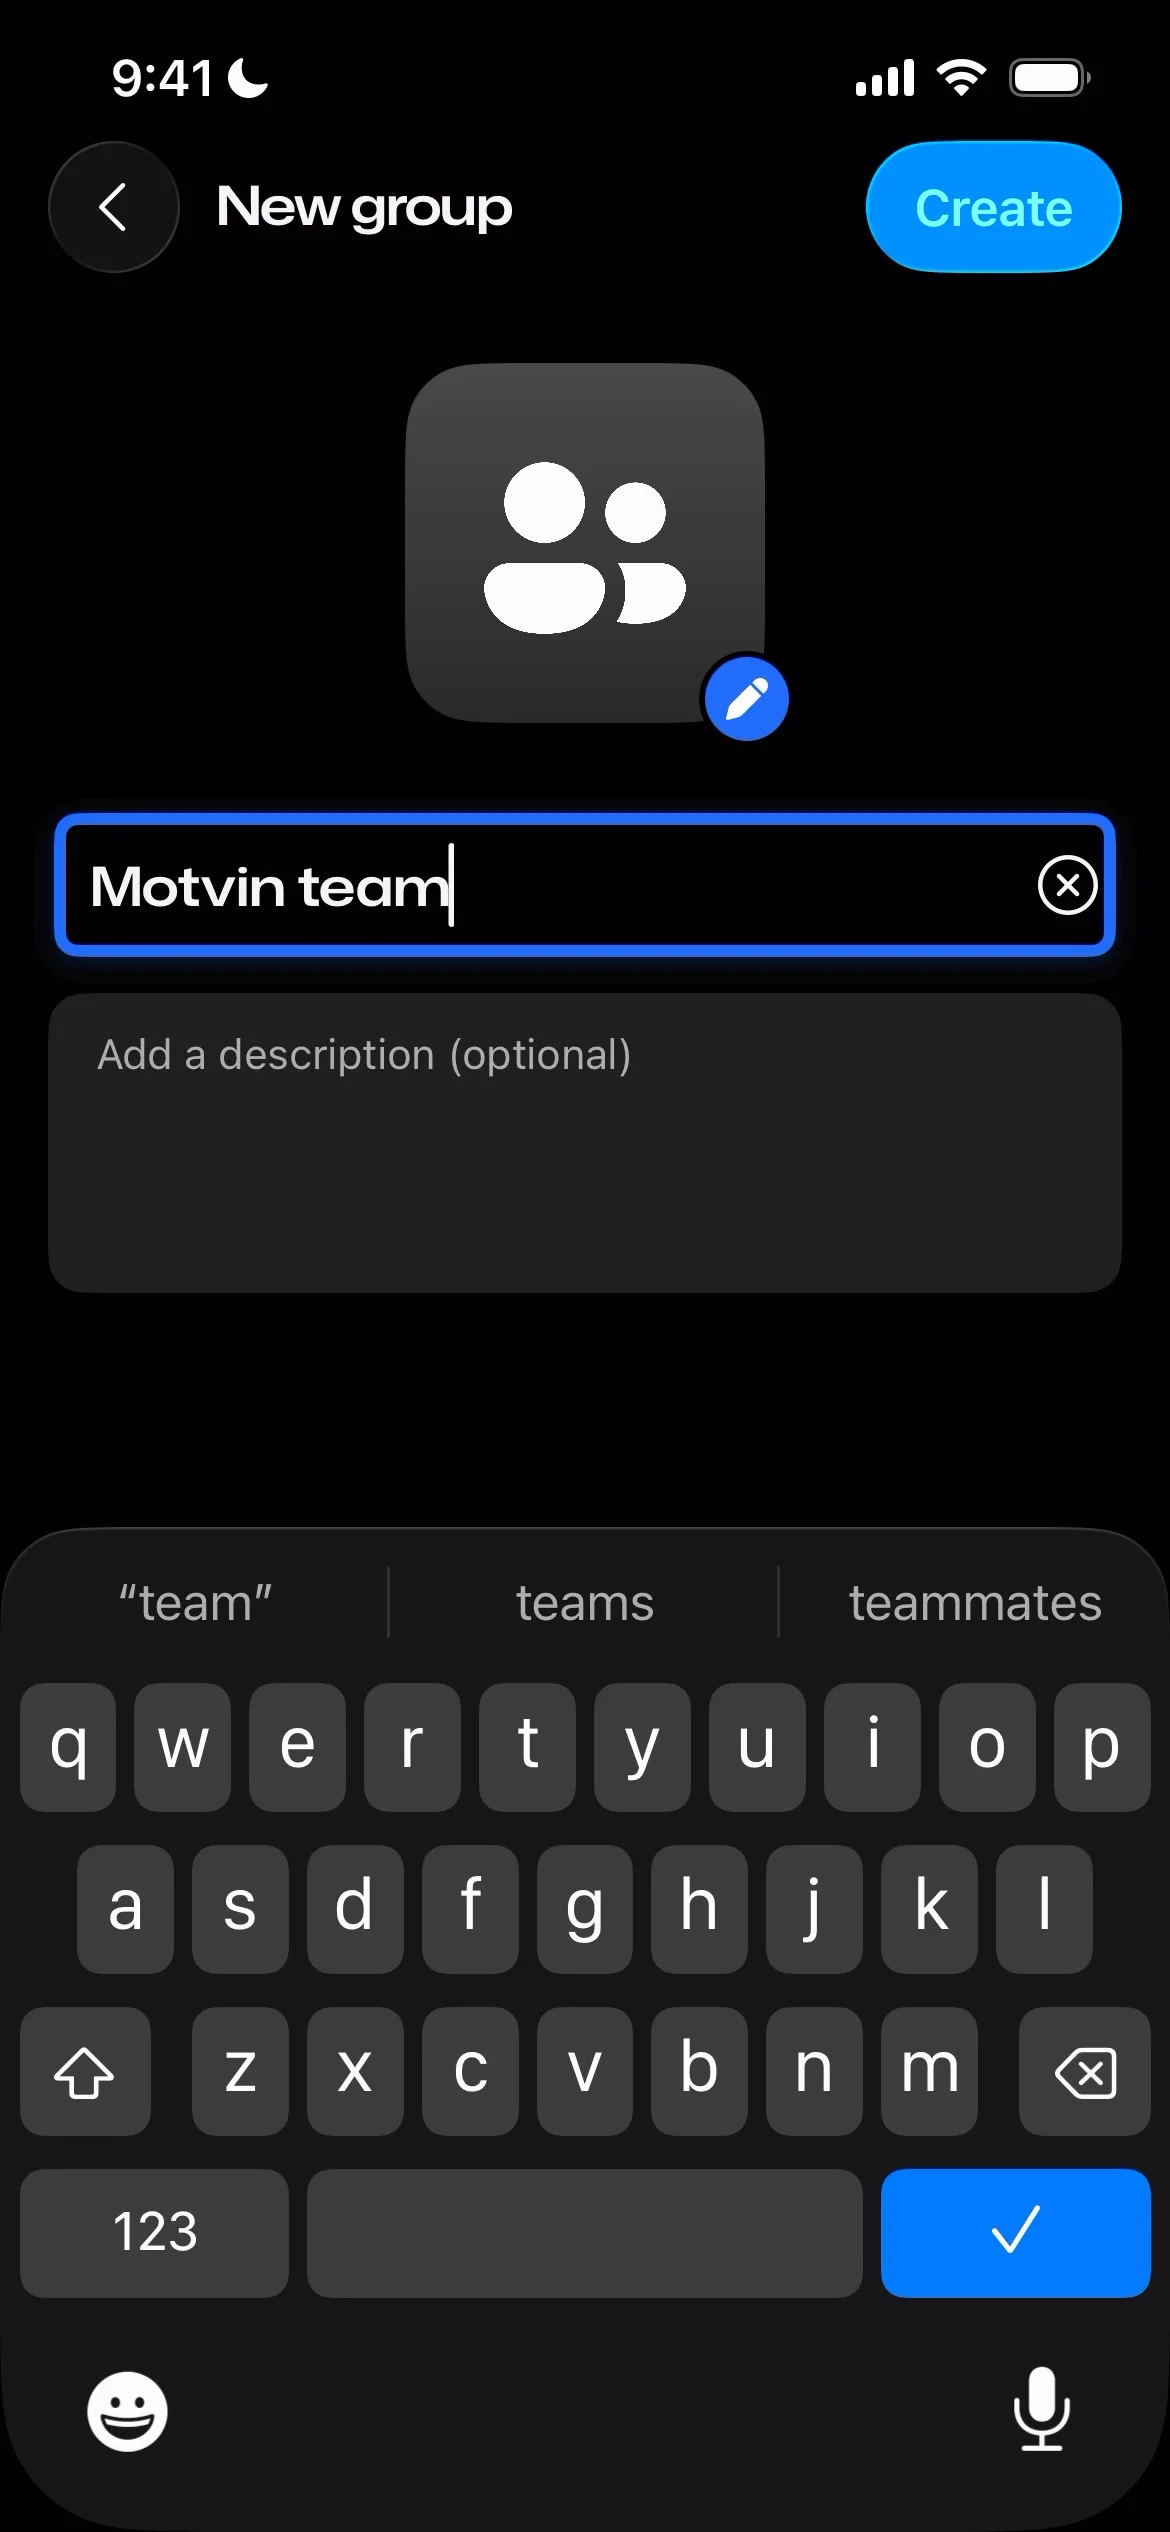 9:41
New group
Create
Motvin team
Add a description (optional)
“team”
teams
teammates
q w e r t y u i o p
a s d f g h j k l
z x c v b n m
123